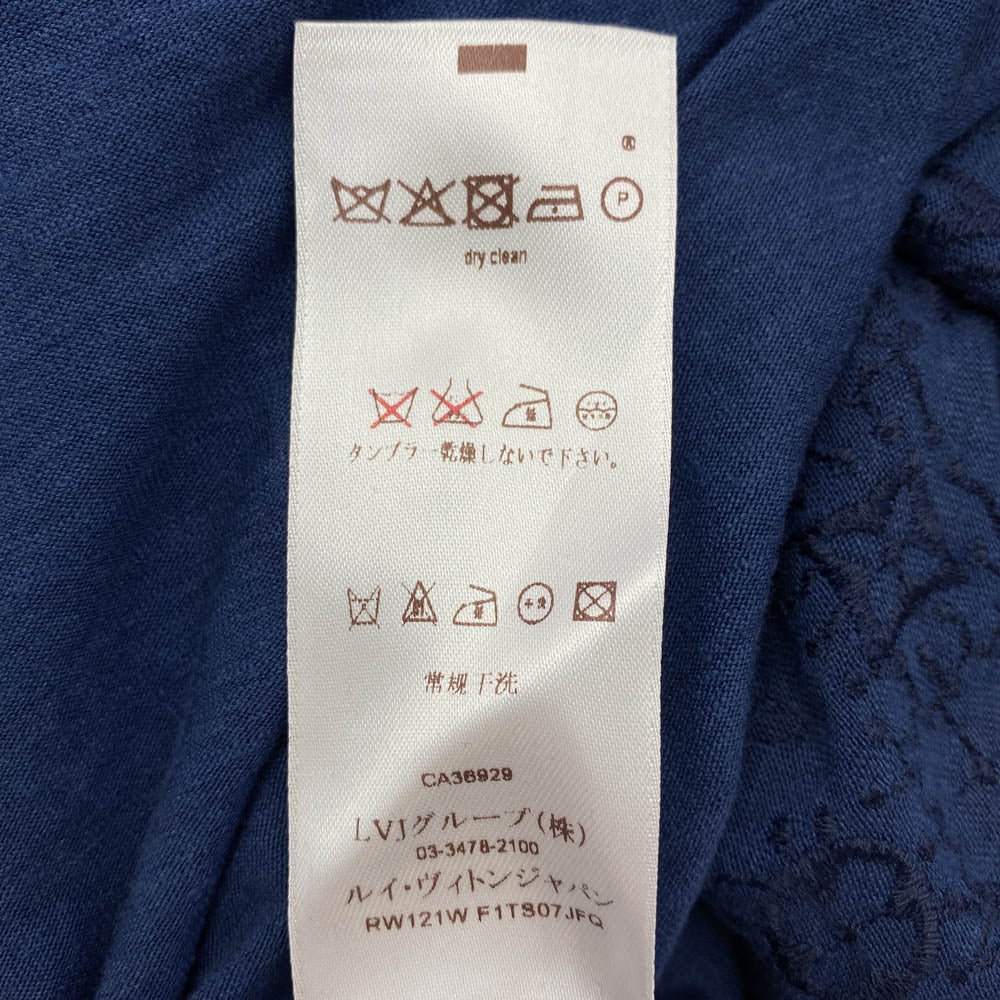 ®
P
dry clean
タンブラー乾燥しないで下さい。
常规干洗
CA36929
LVJグループ(株)
03-3478-2100
ルイ・ヴィトンジャパン
RW121W F1TS07JFQ